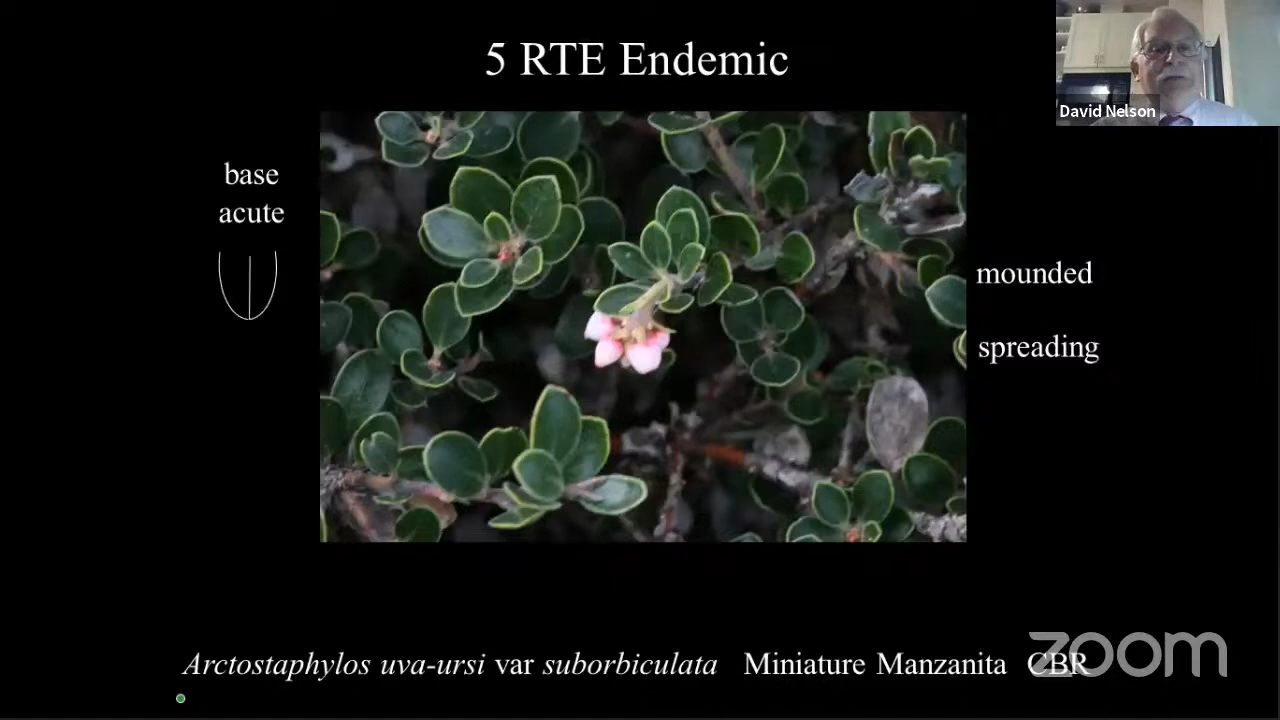 5 RTE Endemic
David Nelson
base
acute
mounded
spreading
Arctostaphylos uva-ursi var suborbiculata Miniature Manzanita CBR
zoom